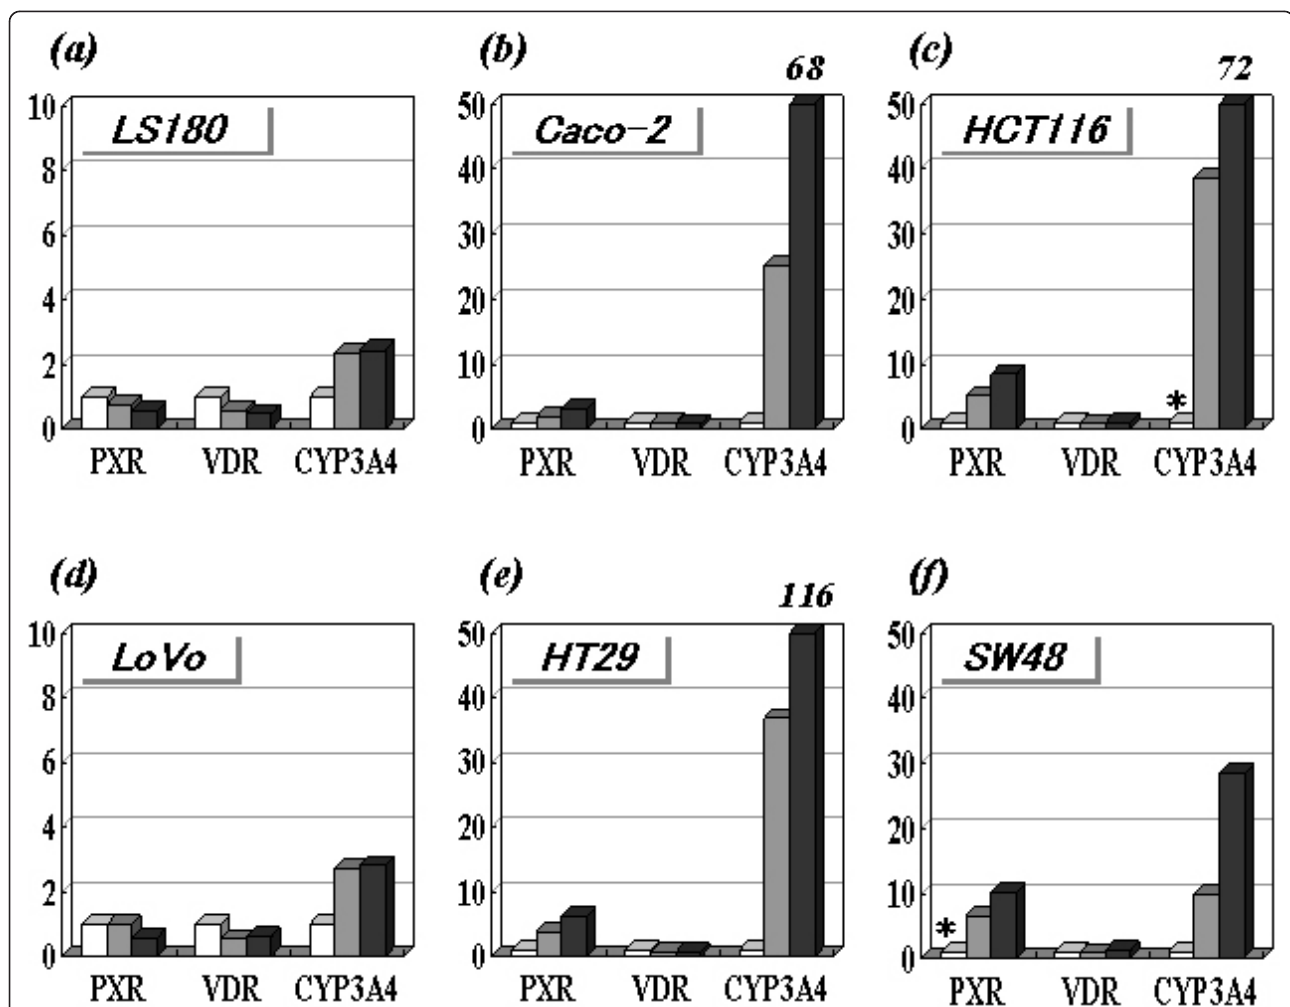 (a)
LS180
10
8
6
4
2
0
PXR VDR CYP3A4
(b)
68
Caco-2
50
40
30
20
10
0
PXR VDR CYP3A4
(c)
72
HCT116
50
40
30
20
10
0
*
PXR VDR CYP3A4
(d)
LoVo
10
8
6
4
2
0
PXR VDR CYP3A4
(e)
116
HT29
50
40
30
20
10
0
PXR VDR CYP3A4
(f)
SW48
50
40
30
20
10
0
*
PXR VDR CYP3A4